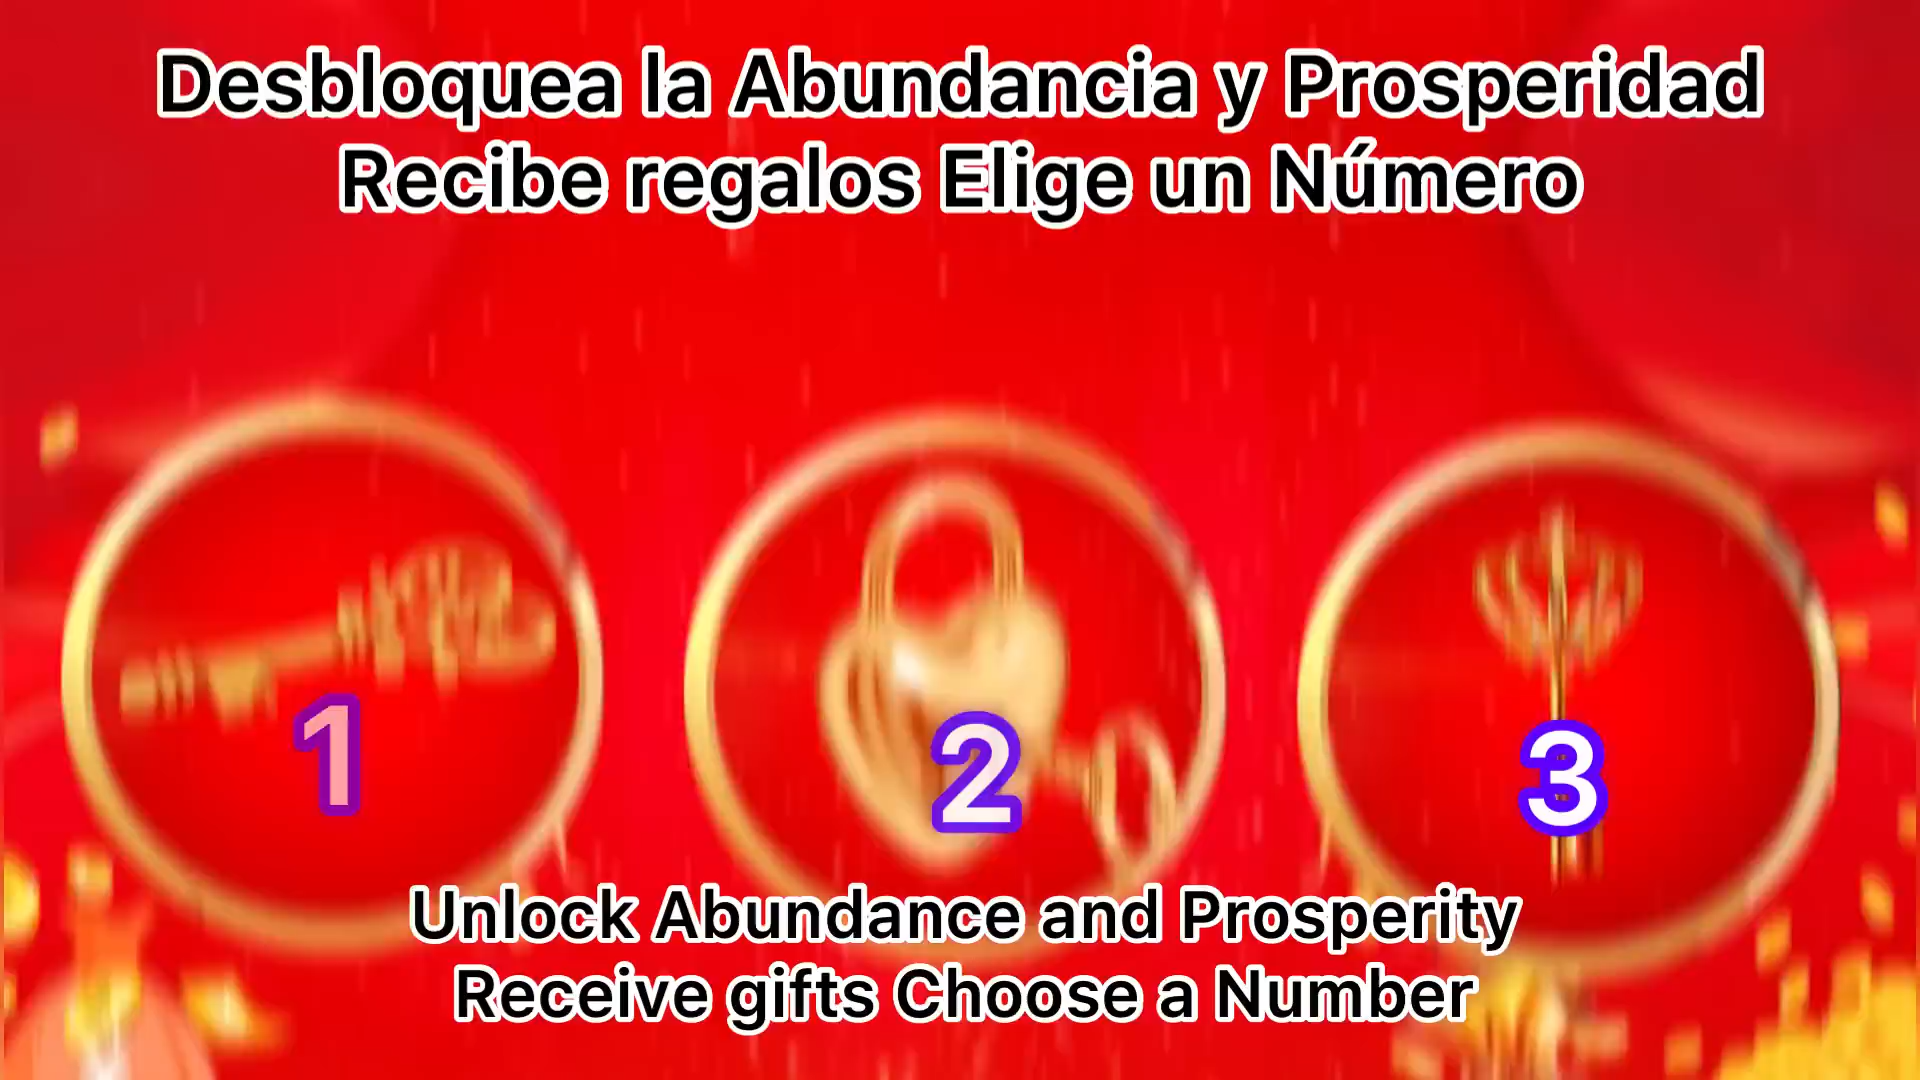 Desbloquea la Abundancia y Prosperidad
Recibe regalos Elige un Número
1
2
3
Unlock Abundance and Prosperity
Receive gifts Choose a Number